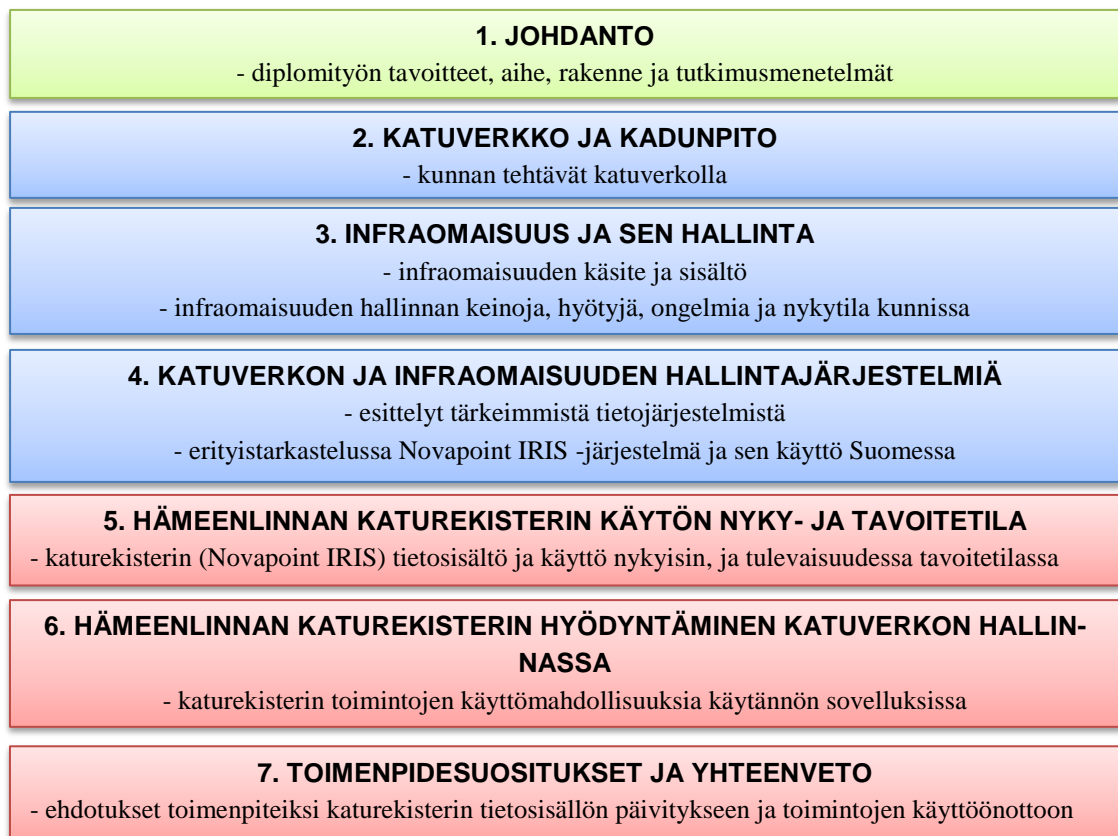 1. JOHDANTO
- diplomityön tavoitteet, aihe, rakenne ja tutkimusmenetelmät
2. KATUVERKKO JA KADUNPITO
- kunnan tehtävät katuverkolla
3. INFRAOMAISUUS JA SEN HALLINTA
- infraomaisuuden käsite ja sisältö
- infraomaisuuden hallinnan keinoja, hyötyjä, ongelmia ja nykytila kunnissa
4. KATUVERKON JA INFRAOMAISUUDEN HALLINTAJÄRJESTELMIÄ
- esittelyt tärkeimmistä tietojärjestelmistä
- erityistarkastelussa Novapoint IRIS -järjestelmä ja sen käyttö Suomessa
5. HÄMEENLINNAN KATUREKISTERIN KÄYTÖN NYKY- JA TAVOITETILA
- katurekisterin (Novapoint IRIS) tietosisältö ja käyttö nykyisin, ja tulevaisuudessa tavoitetilassa
6. HÄMEENLINNAN KATUREKISTERIN HYÖDYNTÄMINEN KATUVERKON HALLIN-
NASSA
- katurekisterin toimintojen käyttömahdollisuuksia käytännön sovelluksissa
7. TOIMENPIDESUOSITUKSET JA YHTEENVETO
- ehdotukset toimenpiteiksi katurekisterin tietosisällön päivitykseen ja toimintojen käyttöönottoon